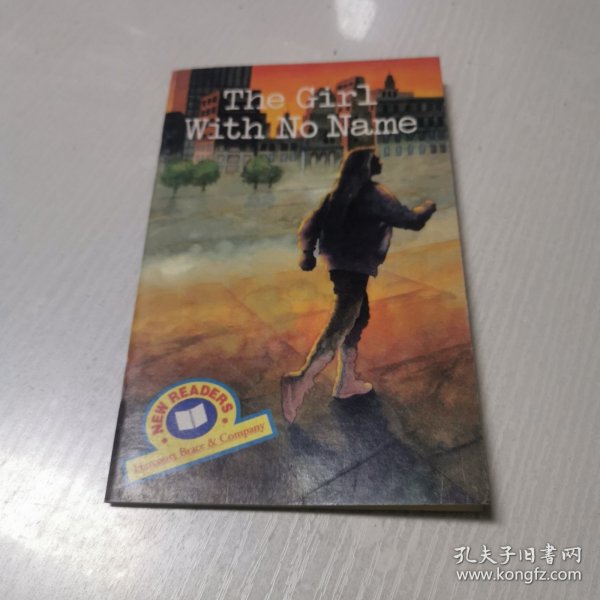 The Girl
With No Name
NEW READERS
Harcourt Brace & Company
孔夫子旧书网
www.kongfz.com